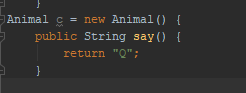 }
Animal c = new Animal() {
public String say() {
return "Q";
}